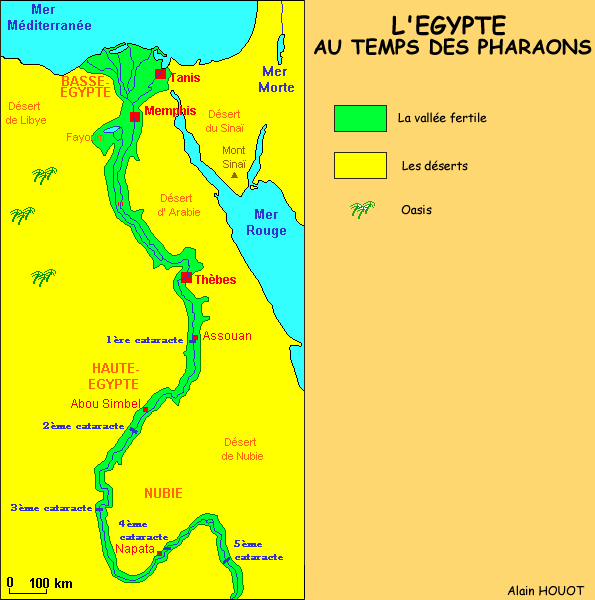 Mer
Méditerranée
L'EGYPTE
AU TEMPS DES PHARAONS
Tanis
Mer
Morte
BASSE-
EGYPTE
Désert
de Libye
Memphis
Désert
du Sinaï
La vallée fertile
Fayo
Mont
Sinaï
Les déserts
Désert
d' Arabie
Mer
Rouge
Oasis
Thèbes
1ère cataracte
Assouan
HAUTE-
EGYPTE
Abou Simbel
2ème cataracte
Désert
de Nubie
NUBIE
3ème cataracte
4ème
cataracte
Napata
5ème
cataracte
0 100 km
Alain HOUOT